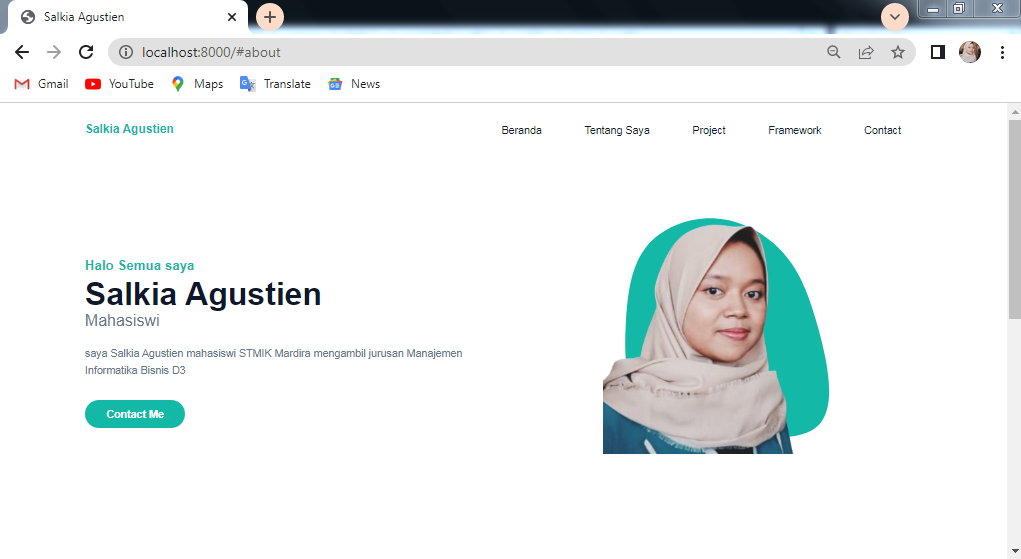 Salkia Agustien
localhost:8000/#about
Gmail YouTube Maps Translate News
Salkia Agustien Beranda Tentang Saya Project Framework Contact
Halo Semua saya
Salkia Agustien
Mahasiswi
saya Salkia Agustien mahasiswi STMIK Mardira mengambil jurusan Manajemen
Informatika Bisnis D3
Contact Me